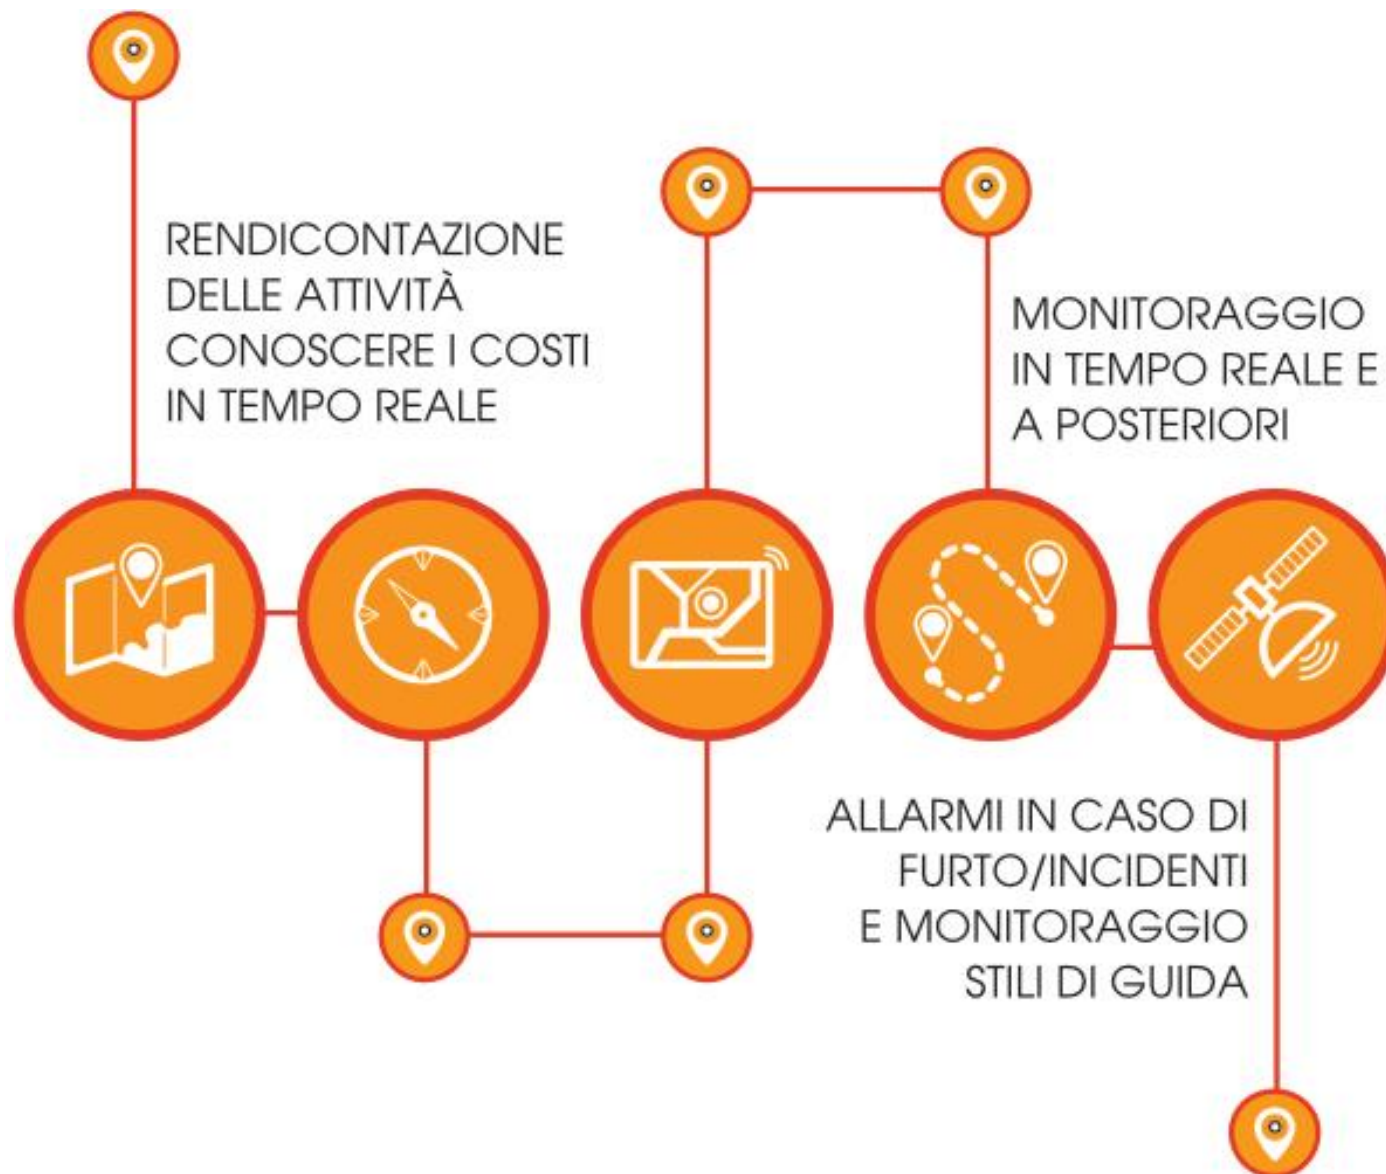 RENDICONTAZIONE
DELLE ATTIVITÀ
CONOSCERE I COSTI
IN TEMPO REALE
MONITORAGGIO
IN TEMPO REALE E
A POSTERIORI
ALLARMI IN CASO DI
FURTO/INCIDENTI
E MONITORAGGIO
STILI DI GUIDA